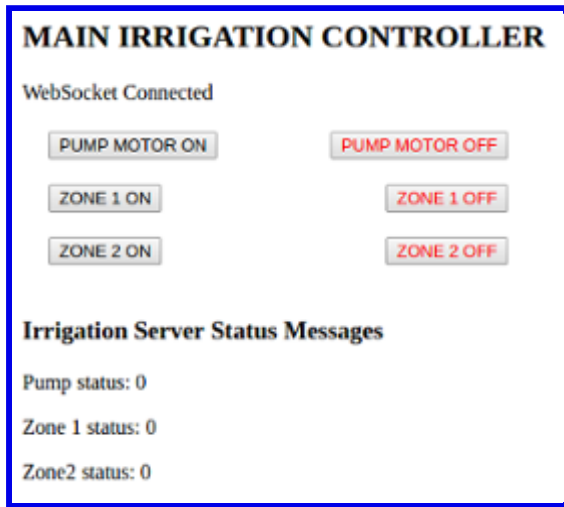 MAIN IRRIGATION CONTROLLER
WebSocket Connected
PUMP MOTOR ON PUMP MOTOR OFF
ZONE 1 ON ZONE 1 OFF
ZONE 2 ON ZONE 2 OFF
Irrigation Server Status Messages
Pump status: 0
Zone 1 status: 0
Zone2 status: 0